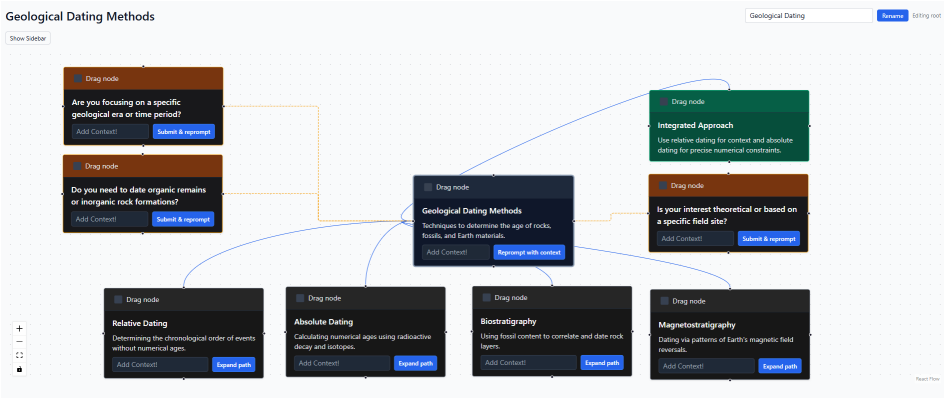 Geological Dating Methods
Geological Dating
Rename
Editing root
Show Sidebar
Drag node
Are you focusing on a specific
geological era or time period?
Add Context!
Submit & reprompt
Drag node
Do you need to date organic remains
or inorganic rock formations?
Add Context!
Submit & reprompt
Drag node
Integrated Approach
Use relative dating for context and absolute
dating for precise numerical constraints.
Drag node
Geological Dating Methods
Techniques to determine the age of rocks,
fossils, and Earth materials.
Add Context!
Reprompt with context
Drag node
Is your interest theoretical or based on
a specific field site?
Add Context!
Submit & reprompt
Drag node
Relative Dating
Determining the chronological order of events
without numerical ages.
Add Context!
Expand path
Drag node
Absolute Dating
Calculating numerical ages using radioactive
decay and isotopes.
Add Context!
Expand path
Drag node
Biostratigraphy
Using fossil content to correlate and date rock
layers.
Add Context!
Expand path
Drag node
Magnetostratigraphy
Dating via patterns of Earth's magnetic field
reversals.
Add Context!
Expand path
React Flow